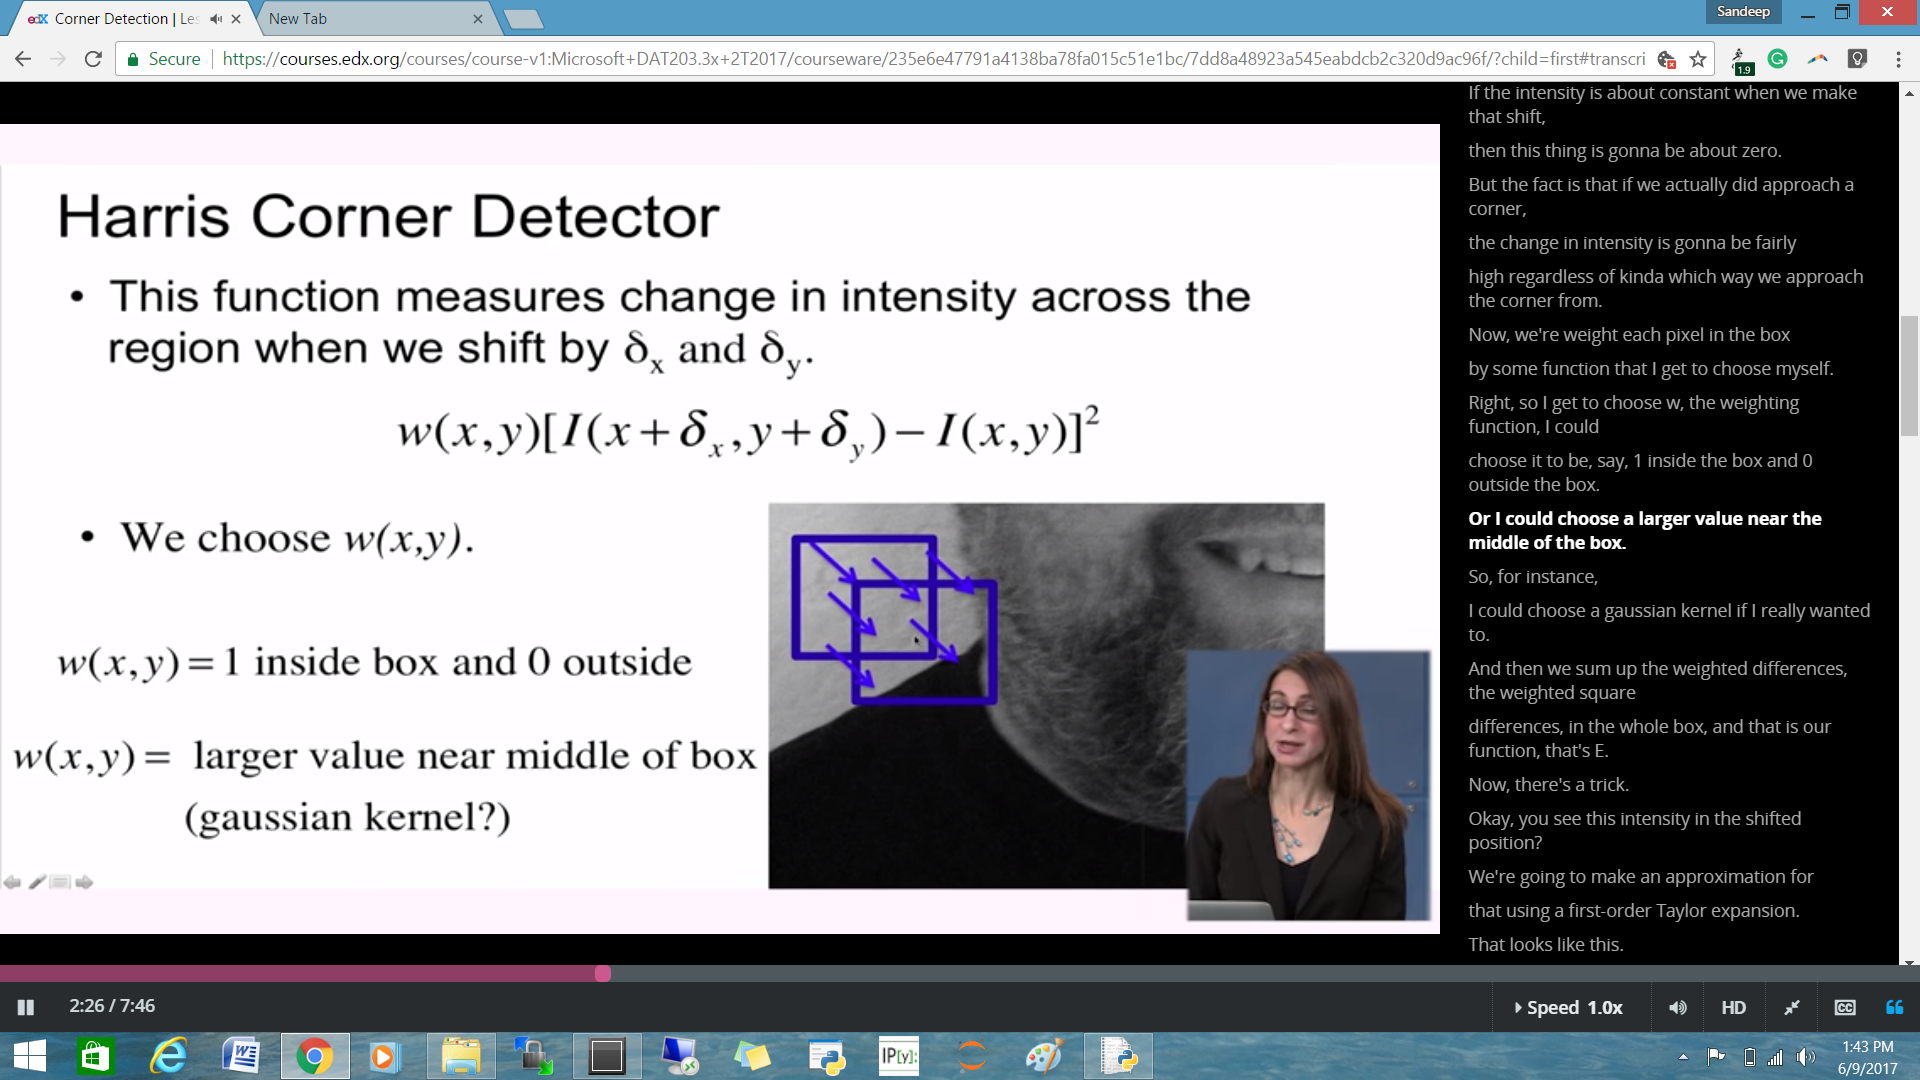 edX Corner Detection | Les
New Tab
Sandeep
Secure
https://courses.edx.org/courses/course-v1:Microsoft+DAT203.3x+2T2017/courseware/235e6e47791a4138ba78fa015c51e1bc/7dd8a48923a545eabdcb2c320d9ac96f/?child=first#transcri
1.9
Harris Corner Detector
• This function measures change in intensity across the
region when we shift by δx and δy.
w(x,y)[I(x+δx,y+δy)−I(x,y)]²
• We choose w(x,y).
w(x,y)=1 inside box and 0 outside
w(x,y)= larger value near middle of box
(gaussian kernel?)
If the intensity is about constant when we make
that shift,
then this thing is gonna be about zero.
But the fact is that if we actually did approach a
corner,
the change in intensity is gonna be fairly
high regardless of kinda which way we approach
the corner from.
Now, we're weight each pixel in the box
by some function that I get to choose myself.
Right, so I get to choose w, the weighting
function, I could
choose it to be, say, 1 inside the box and 0
outside the box.
Or I could choose a larger value near the
middle of the box.
So, for instance,
I could choose a gaussian kernel if I really wanted
to.
And then we sum up the weighted differences,
the weighted square
differences, in the whole box, and that is our
function, that's E.
Now, there's a trick.
Okay, you see this intensity in the shifted
position?
We're going to make an approximation for
that using a first-order Taylor expansion.
That looks like this.
2:26 / 7:46
Speed 1.0x
HD
CC
IP[y]:
1:43 PM
6/9/2017